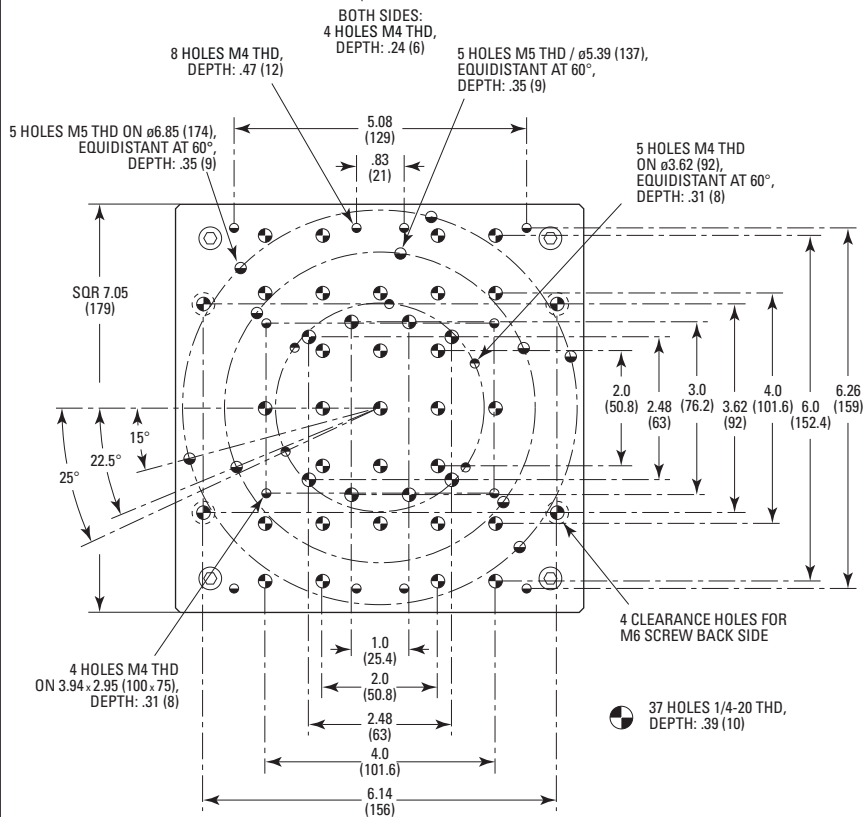 BOTH SIDES:
4 HOLES M4 THD,
DEPTH: .24 (6)
8 HOLES M4 THD,
DEPTH: .47 (12)
5 HOLES M5 THD / ø5.39 (137),
EQUIDISTANT AT 60°,
DEPTH: .35 (9)
5 HOLES M5 THD ON ø6.85 (174),
EQUIDISTANT AT 60°,
DEPTH: .35 (9)
5.08
(129)
.83
(21)
5 HOLES M4 THD
ON ø3.62 (92),
EQUIDISTANT AT 60°,
DEPTH: .31 (8)
SQR 7.05
(179)
2.0
(50.8)
2.48
(63)
3.0
(76.2)
3.62
(92)
4.0
(101.6)
6.0
(152.4)
6.26
(159)
15°
22.5°
25°
4 CLEARANCE HOLES FOR
M6 SCREW BACK SIDE
4 HOLES M4 THD
ON 3.94 x 2.95 (100 x 75),
DEPTH: .31 (8)
1.0
(25.4)
2.0
(50.8)
2.48
(63)
4.0
(101.6)
6.14
(156)
37 HOLES 1/4-20 THD,
DEPTH: .39 (10)